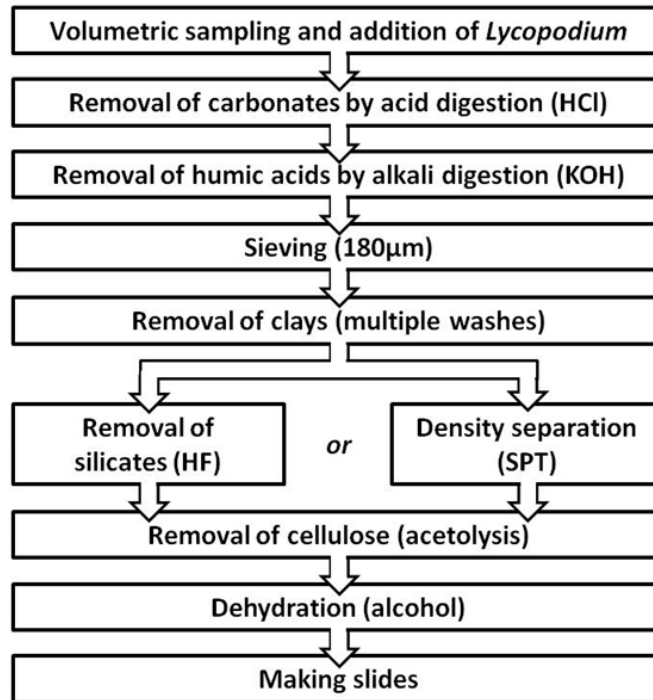 Volumetric sampling and addition of Lycopodium
Removal of carbonates by acid digestion (HCl)
Removal of humic acids by alkali digestion (KOH)
Sieving (180µm)
Removal of clays (multiple washes)
Removal of
silicates (HF)
or
Density separation
(SPT)
Removal of cellulose (acetolysis)
Dehydration (alcohol)
Making slides